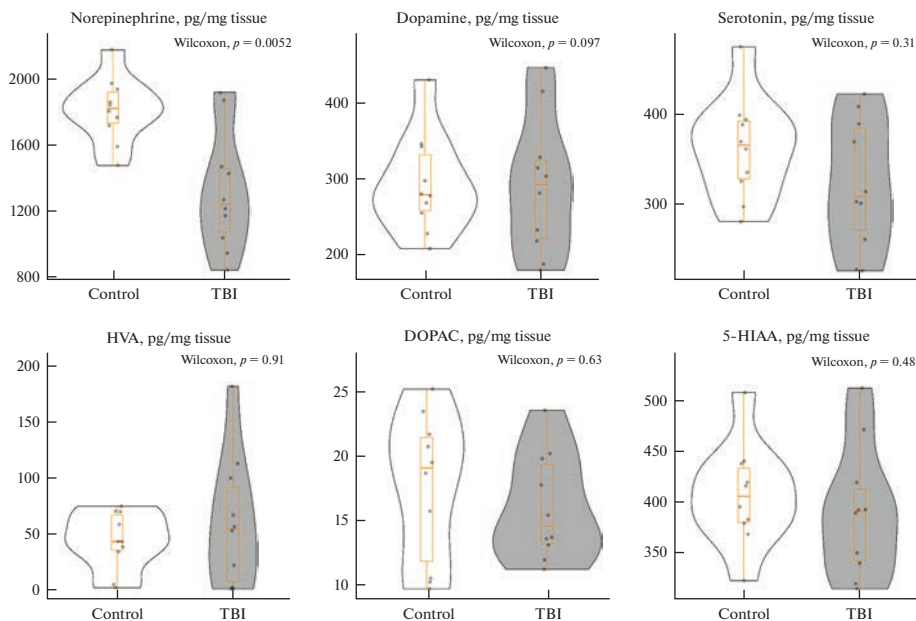 Norepinephrine, pg/mg tissue
Wilcoxon, p = 0.0052
2000
1600
1200
800
Control
TBI
Dopamine, pg/mg tissue
Wilcoxon, p = 0.097
400
300
200
Control
TBI
Serotonin, pg/mg tissue
Wilcoxon, p = 0.31
400
300
Control
TBI
HVA, pg/mg tissue
Wilcoxon, p = 0.91
200
150
100
50
0
Control
TBI
DOPAC, pg/mg tissue
Wilcoxon, p = 0.63
25
20
15
10
Control
TBI
5-HIAA, pg/mg tissue
Wilcoxon, p = 0.48
500
450
400
350
Control
TBI